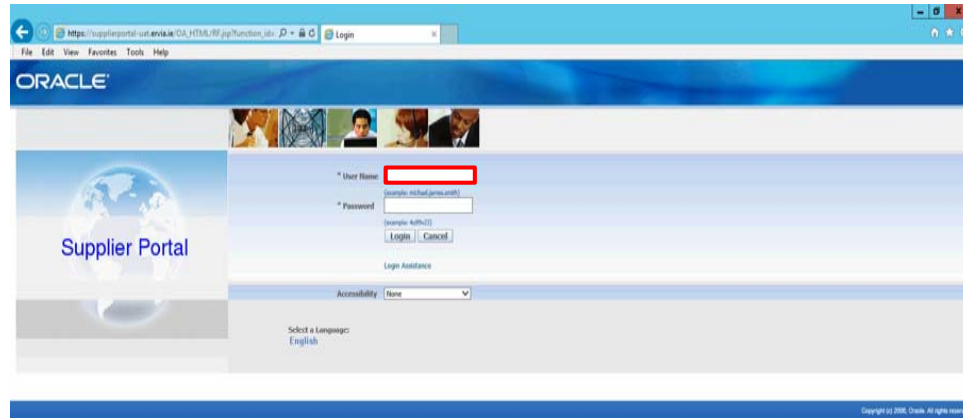 https://supplierportal-uat.ervia.ie/OA_HTML/RF.jsp?function_id=
Login
File Edit View Favorites Tools Help
ORACLE
* User Name
(example: michael.james.smith)
* Password
(example: 4u99v23)
Login Cancel
Supplier Portal
Login Assistance
Accessibility None
Select a Language:
English
Copyright (c) 2006, Oracle. All rights